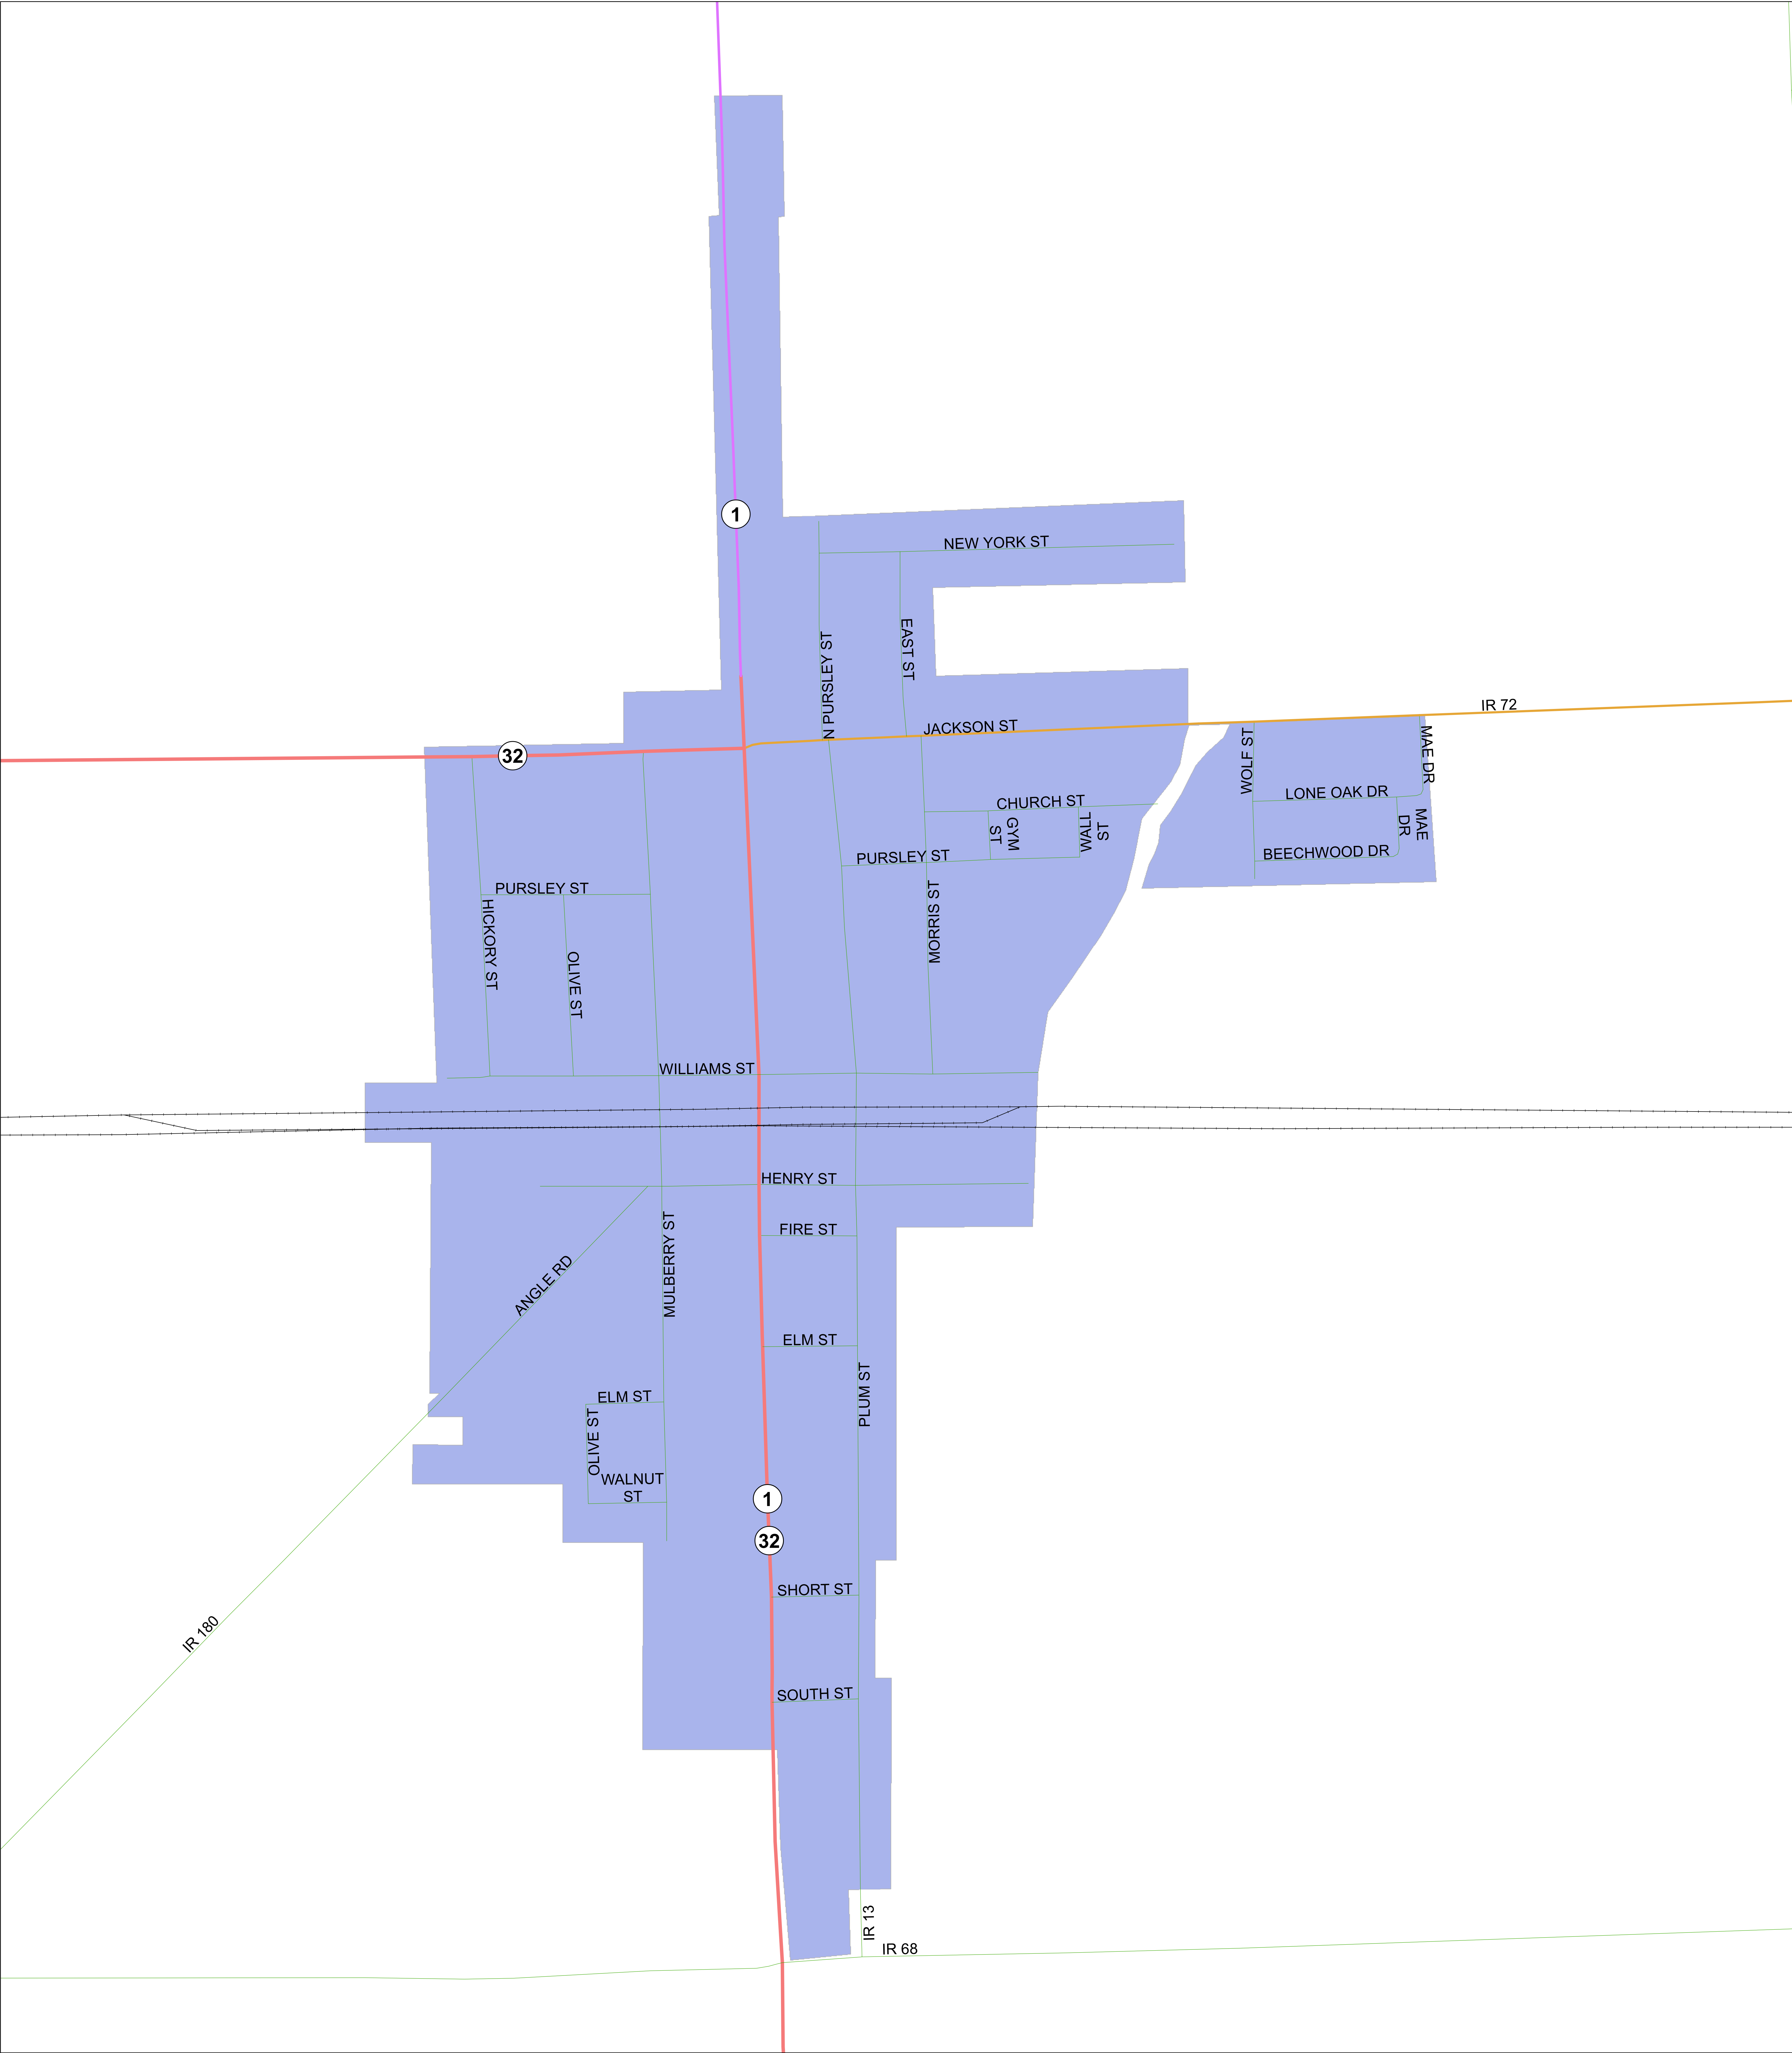 1
NEW YORK ST
N PURSLEY ST
EAST ST
IR 72
JACKSON ST
32
WOLF ST
MAE DR
LONE OAK DR
CHURCH ST
GYM
ST
WALL
ST
MAE
DR
BEECHWOOD DR
PURSLEY ST
PURSLEY ST
HICKORY ST
MORRIS ST
OLIVE ST
WILLIAMS ST
HENRY ST
FIRE ST
MULBERRY ST
ANGLE RD
ELM ST
PLUM ST
ELM ST
OLIVE ST
WALNUT
ST
1
32
SHORT ST
IR 180
SOUTH ST
IR 13
IR 68